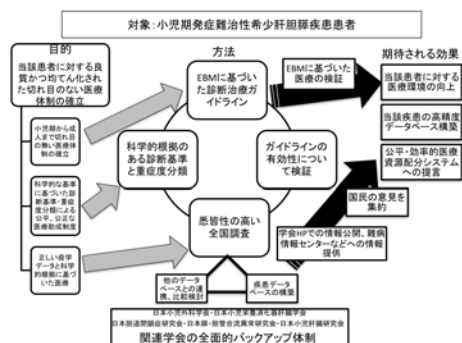 対象：小児期発症難治性希少肝胆膵疾患患者
目的
当該患者に対する良質かつ均てん化された切れ目のない医療体制の確立
小児期から成人まで切れ目の無い医療体制の確立
科学的な基準に基づいた診断基準・重症度分類による公平、公正な医療助成制度
正しい疫学データと科学的根拠に基づいた医療
方法
EBMに基づいた診断治療ガイドライン
科学的根拠のある診断基準と重症度分類
ガイドラインの有効性について検証
悉皆性の高い全国調査
他のデータベースとの連携、比較検討
疾患データベースの構築
EBMに基づいた医療の検証
国民の意見を集約
学会HPでの情報公開、難病情報センターなどへの情報提供
期待される効果
当該患者に対する医療環境の向上
当該疾患の高精度データベース構築
公平・効率的医療資源配分システムへの提言
日本小児外科学会・日本小児栄養消化器肝臓学会
日本胆道閉鎖症研究会・日本膵・胆管合流異常研究会・日本小児肝臓研究会
関連学会の全面的バックアップ体制